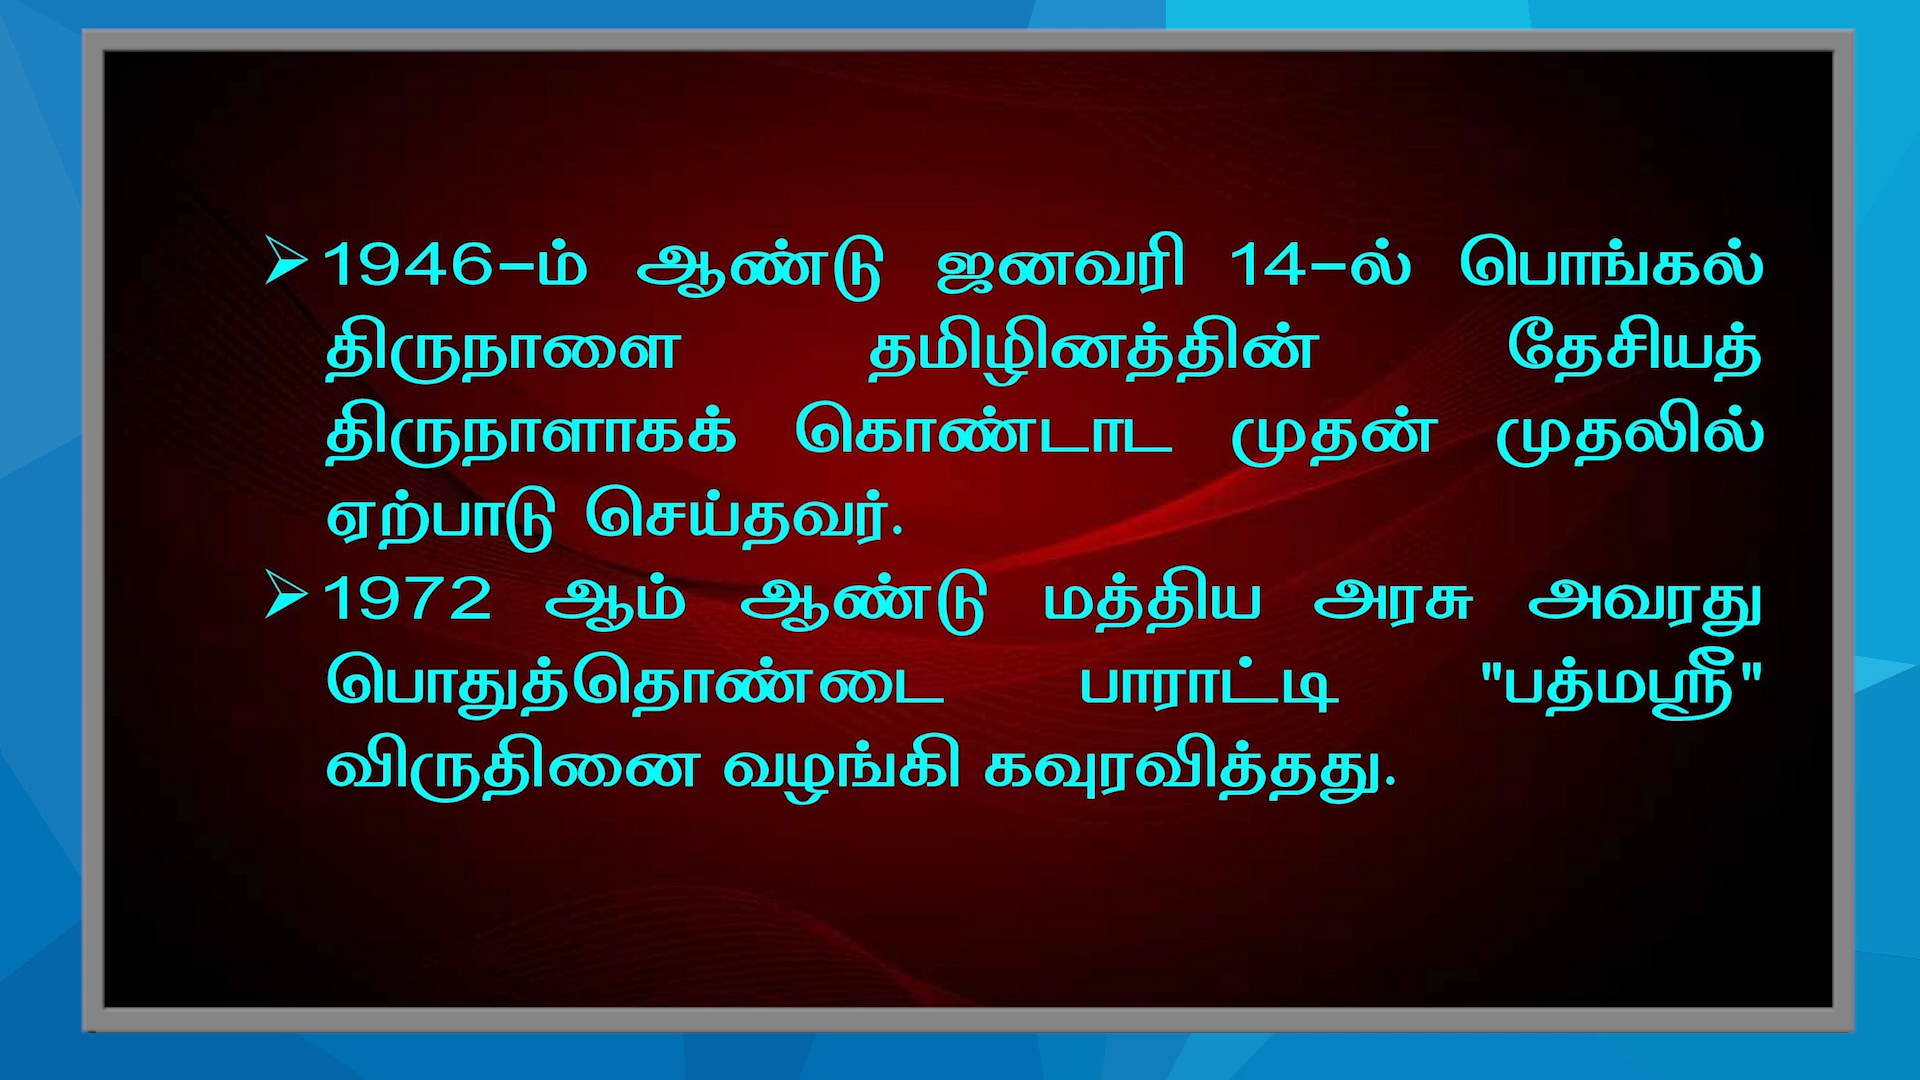 ➢1946-ம் ஆண்டு ஜனவரி 14-ல் பொங்கல்
திருநாளை தமிழினத்தின் தேசியத்
திருநாளாகக் கொண்டாட முதன் முதலில்
ஏற்பாடு செய்தவர்.
➢1972 ஆம் ஆண்டு மத்திய அரசு அவரது
பொதுத்தொண்டை பாராட்டி "பத்மஸ்ரீ"
விருதினை வழங்கி கவுரவித்தது.